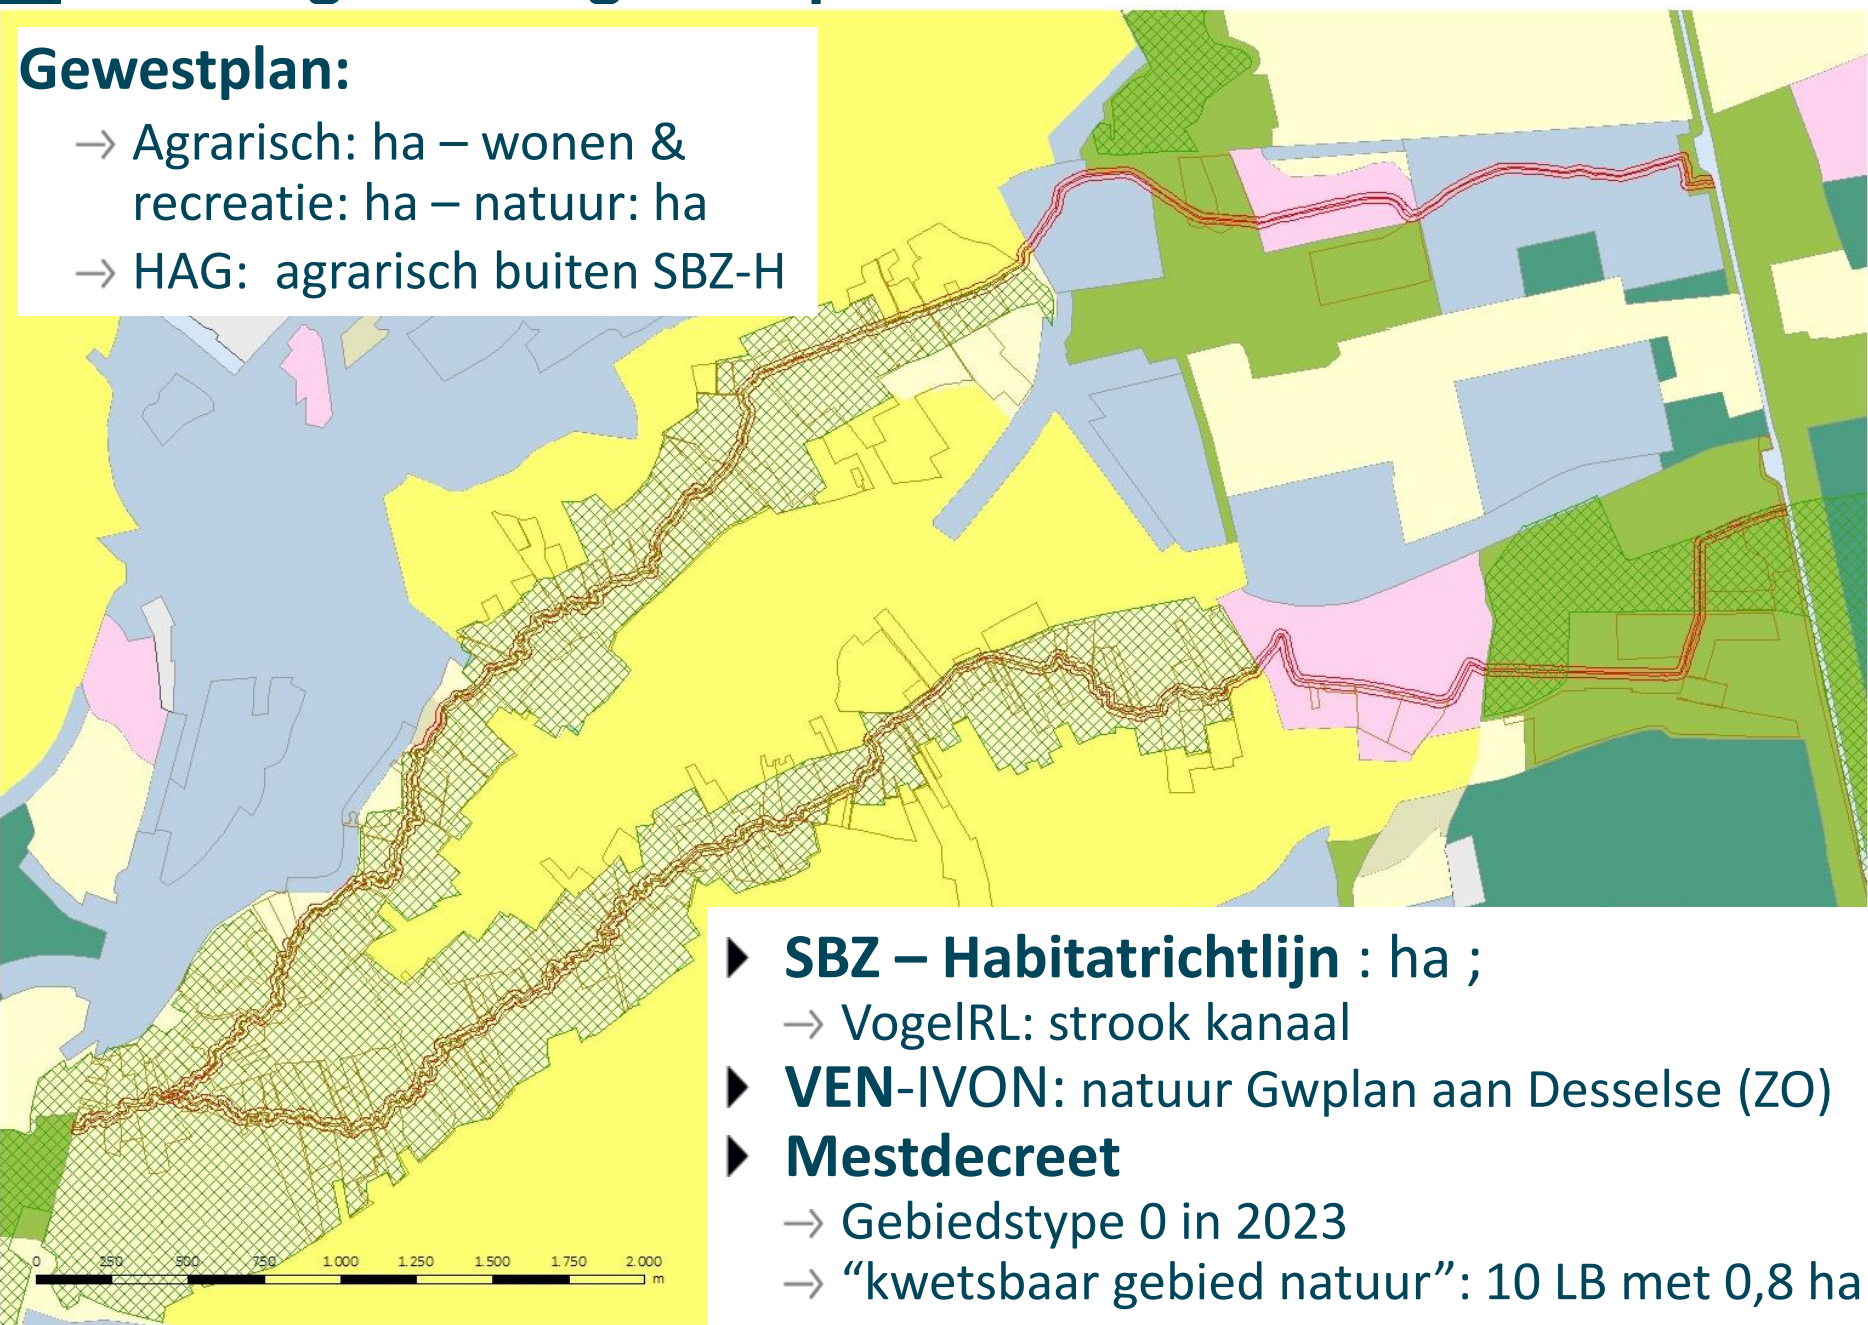 Gewestplan:
→ Agrarisch: ha – wonen &
recreatie: ha – natuur: ha
→ HAG: agrarisch buiten SBZ-H
SBZ – Habitatrichtlijn : ha ;
→ VogelRL: strook kanaal
VEN-IVON: natuur Gwplan aan Desselse (ZO)
Mestdecreet
→ Gebiedstype 0 in 2023
→ “kwetsbaar gebied natuur”: 10 LB met 0,8 ha
0 250 500 750 1.000 1.250 1.500 1.750 2.000
m